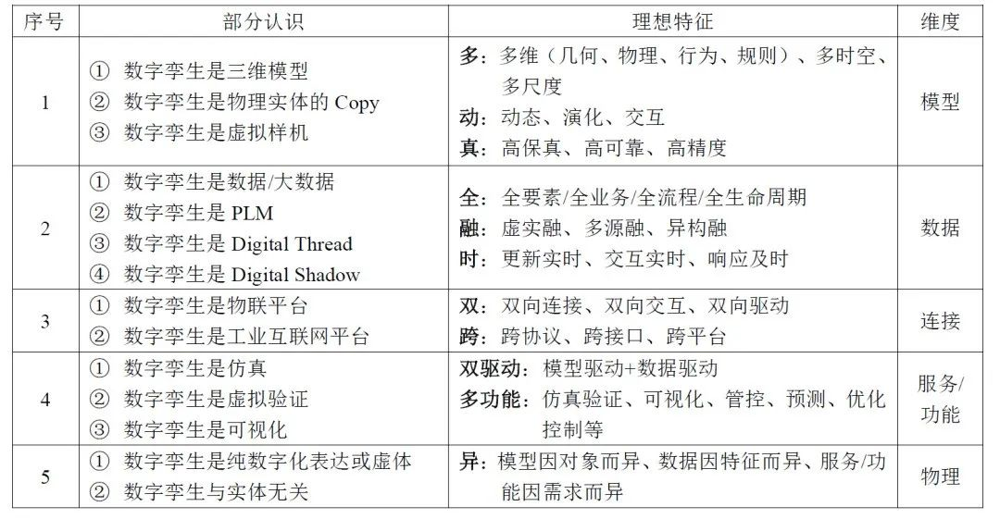 序号 部分认识 理想特征 维度
1
① 数字孪生是三维模型
② 数字孪生是物理实体的 Copy
③ 数字孪生是虚拟样机
多：多维（几何、物理、行为、规则）、多时空、
多尺度
动：动态、演化、交互
真：高保真、高可靠、高精度
模型
2
① 数字孪生是数据/大数据
② 数字孪生是 PLM
③ 数字孪生是 Digital Thread
④ 数字孪生是 Digital Shadow
全：全要素/全业务/全流程/全生命周期
融：虚实融、多源融、异构融
时：更新实时、交互实时、响应及时
数据
3
① 数字孪生是物联平台
② 数字孪生是工业互联网平台
双：双向连接、双向交互、双向驱动
跨：跨协议、跨接口、跨平台
连接
4
① 数字孪生是仿真
② 数字孪生是虚拟验证
③ 数字孪生是可视化
双驱动：模型驱动+数据驱动
多功能：仿真验证、可视化、管控、预测、优化
控制等
服务/
功能
5
① 数字孪生是纯数字化表达或虚体
② 数字孪生与实体无关
异：模型因对象而异、数据因特征而异、服务/功
能因需求而异
物理